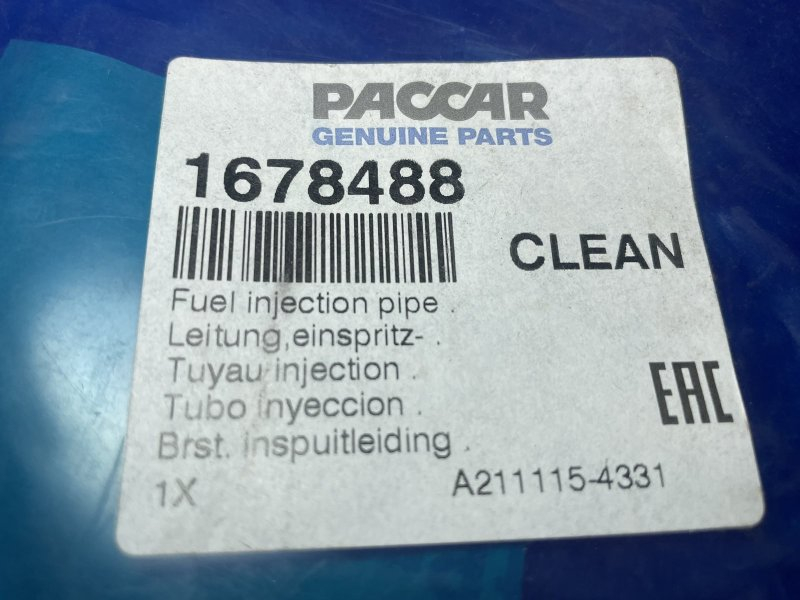 PACCAR
GENUINE PARTS
1678488
CLEAN
Fuel injection pipe .
Leitung,einspritz- .
Tuyau injection .
Tubo inyeccion .
Brst. inspuitleiding .
EAC
1X
A211115-4331